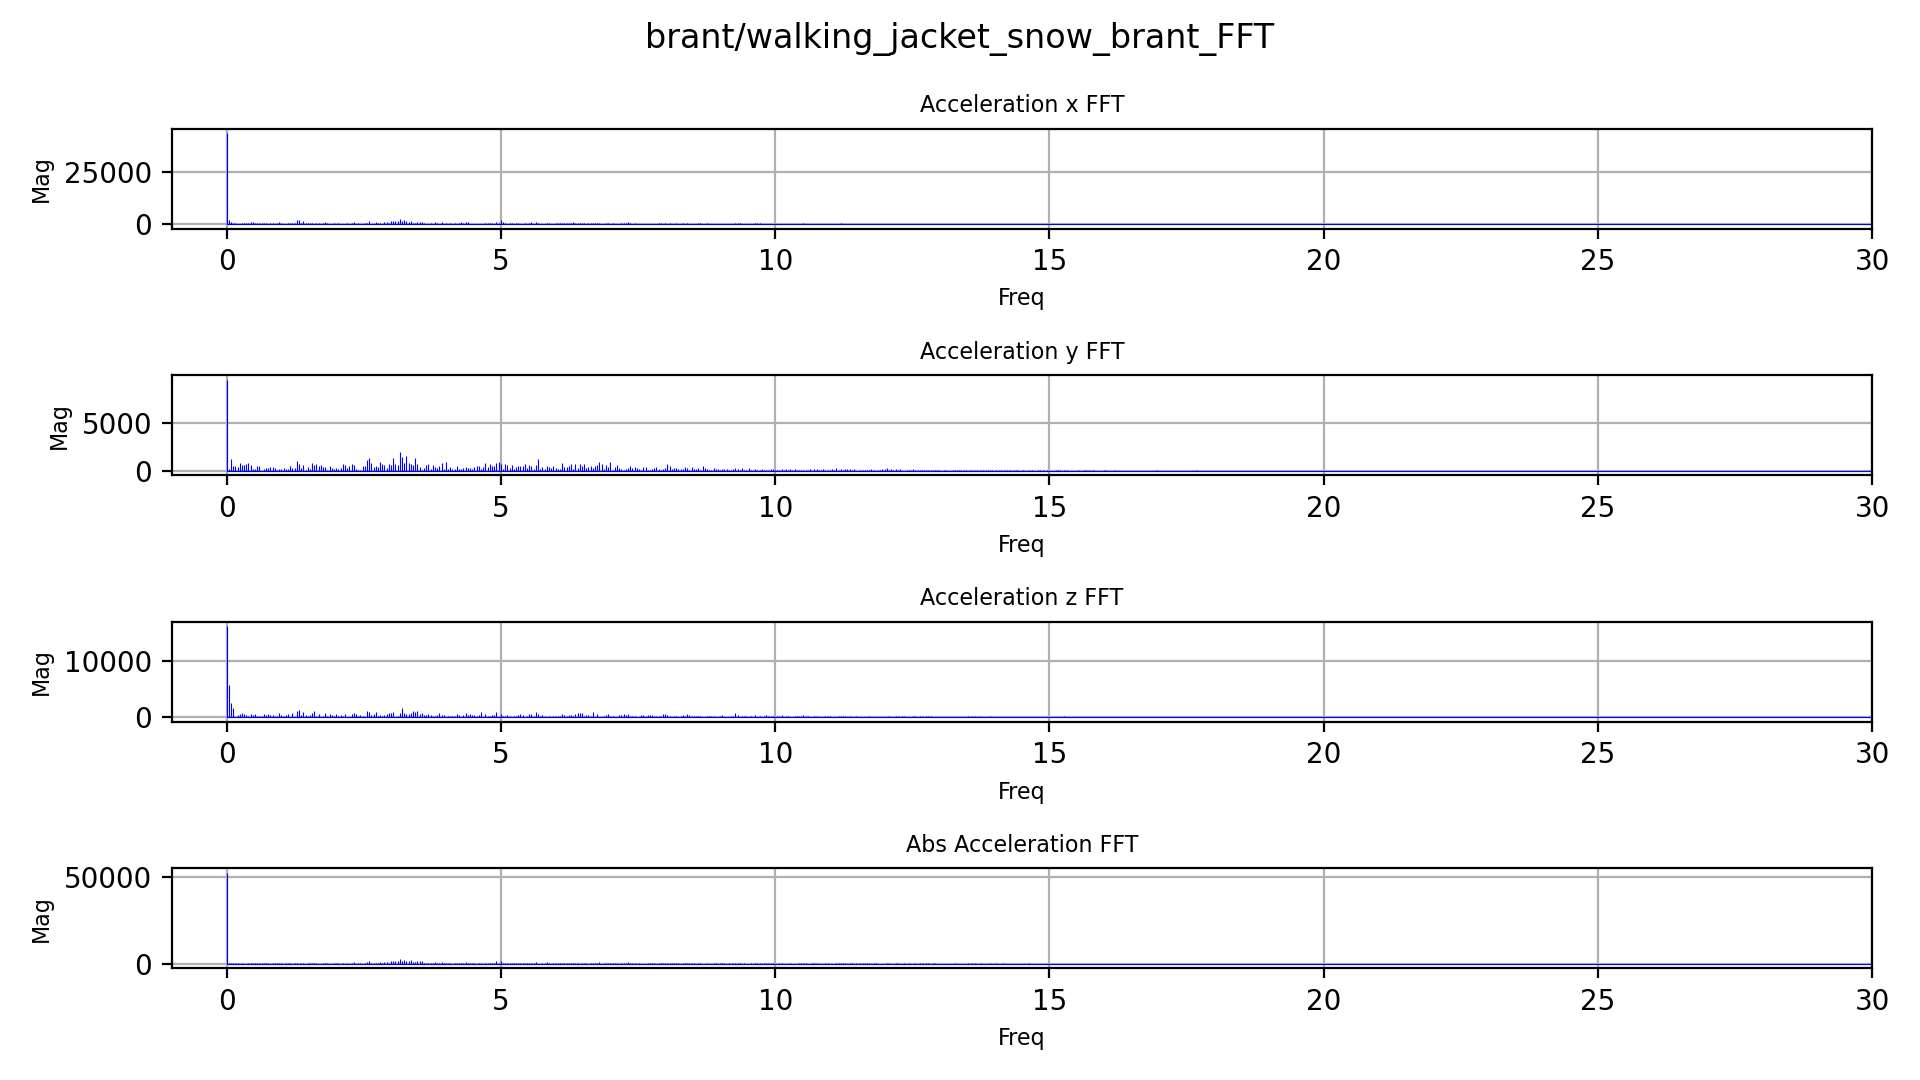 brant/walking_jacket_snow_brant_FFT
Acceleration x FFT
Mag
25000
0
0 5 10 15 20 25 30
Freq
Acceleration y FFT
Mag
5000
0
0 5 10 15 20 25 30
Freq
Acceleration z FFT
Mag
10000
0
0 5 10 15 20 25 30
Freq
Abs Acceleration FFT
Mag
50000
0
0 5 10 15 20 25 30
Freq